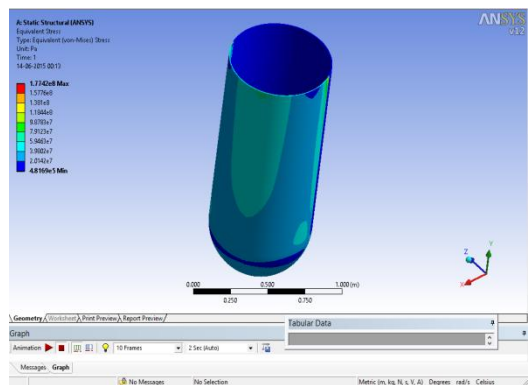 A: Static Structural (ANSYS)
Equivalent Stress
Type: Equivalent (von-Mises) Stress
Unit: Pa
Time: 1
14-06-2015 00:13
1.7742e8 Max
1.5776e8
1.381e8
1.1844e8
9.8783e7
7.9123e7
5.9463e7
3.9802e7
2.0142e7
4.8169e5 Min
ANSYS
v12
0.000 0.500 1.000 (m)
0.250 0.750
Y
Z
X
Geometry Worksheet Print Preview Report Preview
Graph
Tabular Data
Animation 10 Frames 2 Sec (Auto)
Messages Graph
No Messages No Selection Metric (m, kg, N, s, V, A) Degrees rad/s Celsius